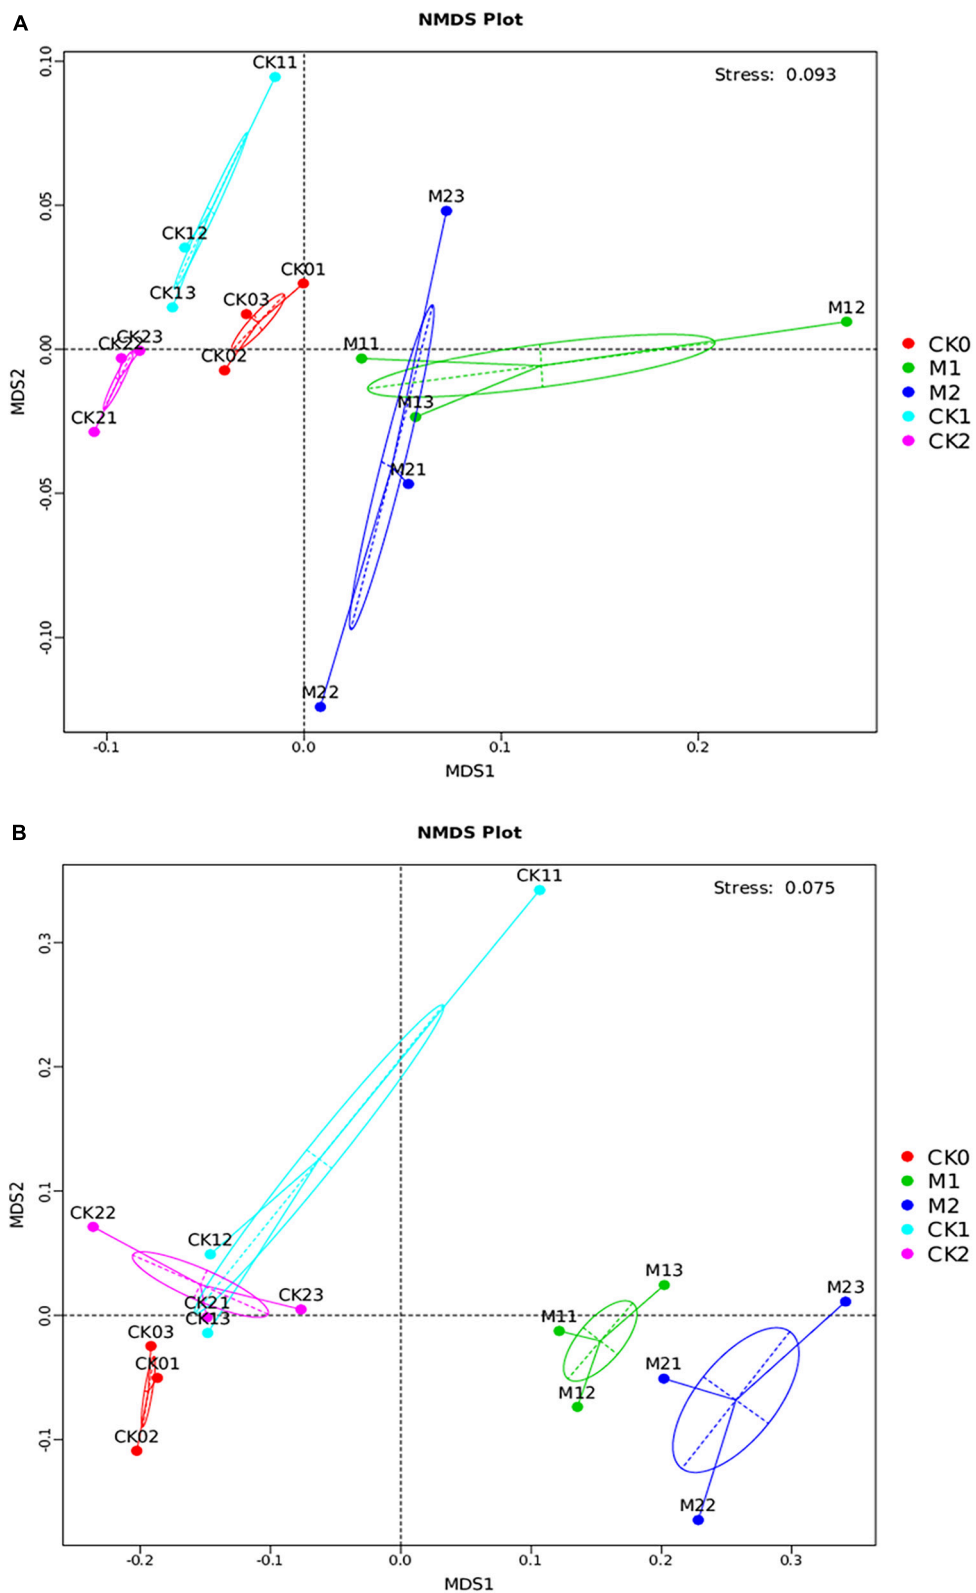 A
NMDS Plot
Stress: 0.093
CK11
M23
CK12
CK01
CK13
CK03
M12
CK23
CK22
M11
CK02
M13
CK21
M21
M22
0.10
0.05
0.00
-0.05
-0.10
MDS2
-0.1
0.0
0.1
0.2
MDS1
CK0
M1
M2
CK1
CK2
B
NMDS Plot
Stress: 0.075
CK11
CK22
CK12
M13
CK23
CK21
M23
M11
CK13
CK03
CK01
M21
M12
CK02
M22
0.3
0.2
0.1
0.0
-0.1
MDS2
-0.2
-0.1
0.0
0.1
0.2
0.3
MDS1
CK0
M1
M2
CK1
CK2